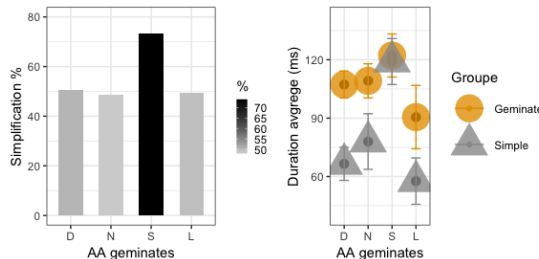 Simplification %
80
60
40
20
0
D N S L
AA geminates
%
70
65
60
55
50
Duration avgrege (ms)
120
90
60
D N S L
AA geminates
Groupe
Geminate
Simple